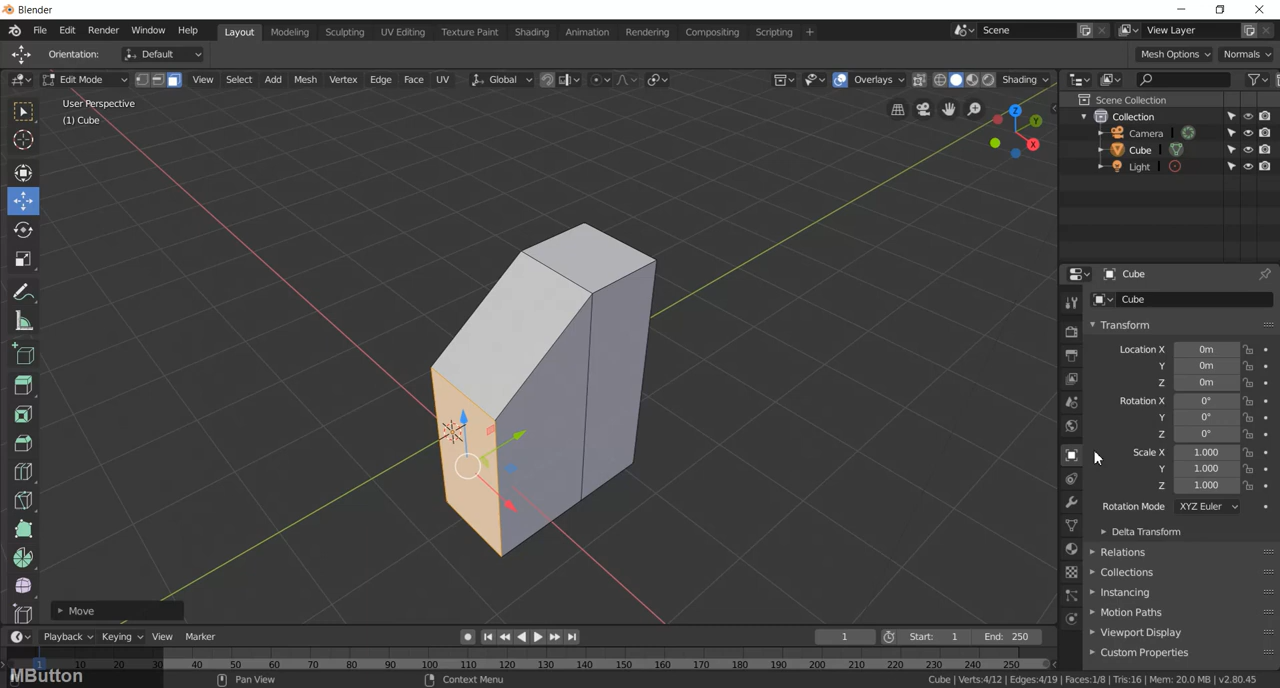 Blender
File Edit Render Window Help Layout Modeling Sculpting UV Editing Texture Paint Shading Animation Rendering Compositing Scripting + Scene View Layer
Orientation: Default Mesh Options Normals
Edit Mode View Select Add Mesh Vertex Edge Face UV Global Overlays Shading
User Perspective
(1) Cube
Z
Y
X
Scene Collection
Collection
Camera
Cube
Light
Cube
Cube
Transform
Location X 0m
Y 0m
Z 0m
Rotation X 0°
Y 0°
Z 0°
Scale X 1.000
Y 1.000
Z 1.000
Rotation Mode XYZ Euler
Delta Transform
Relations
Collections
Instancing
Motion Paths
Viewport Display
Custom Properties
Move
Playback Keying View Marker 1 Start: 1 End: 250
1 10 20 30 40 50 60 70 80 90 100 110 120 130 140 150 160 170 180 190 200 210 220 230 240 250
MButton
Pan View Context Menu Cube | Verts:4/12 | Edges:4/19 | Faces:1/8 | Tris:16 | Mem: 20.0 MB | v2.80.45